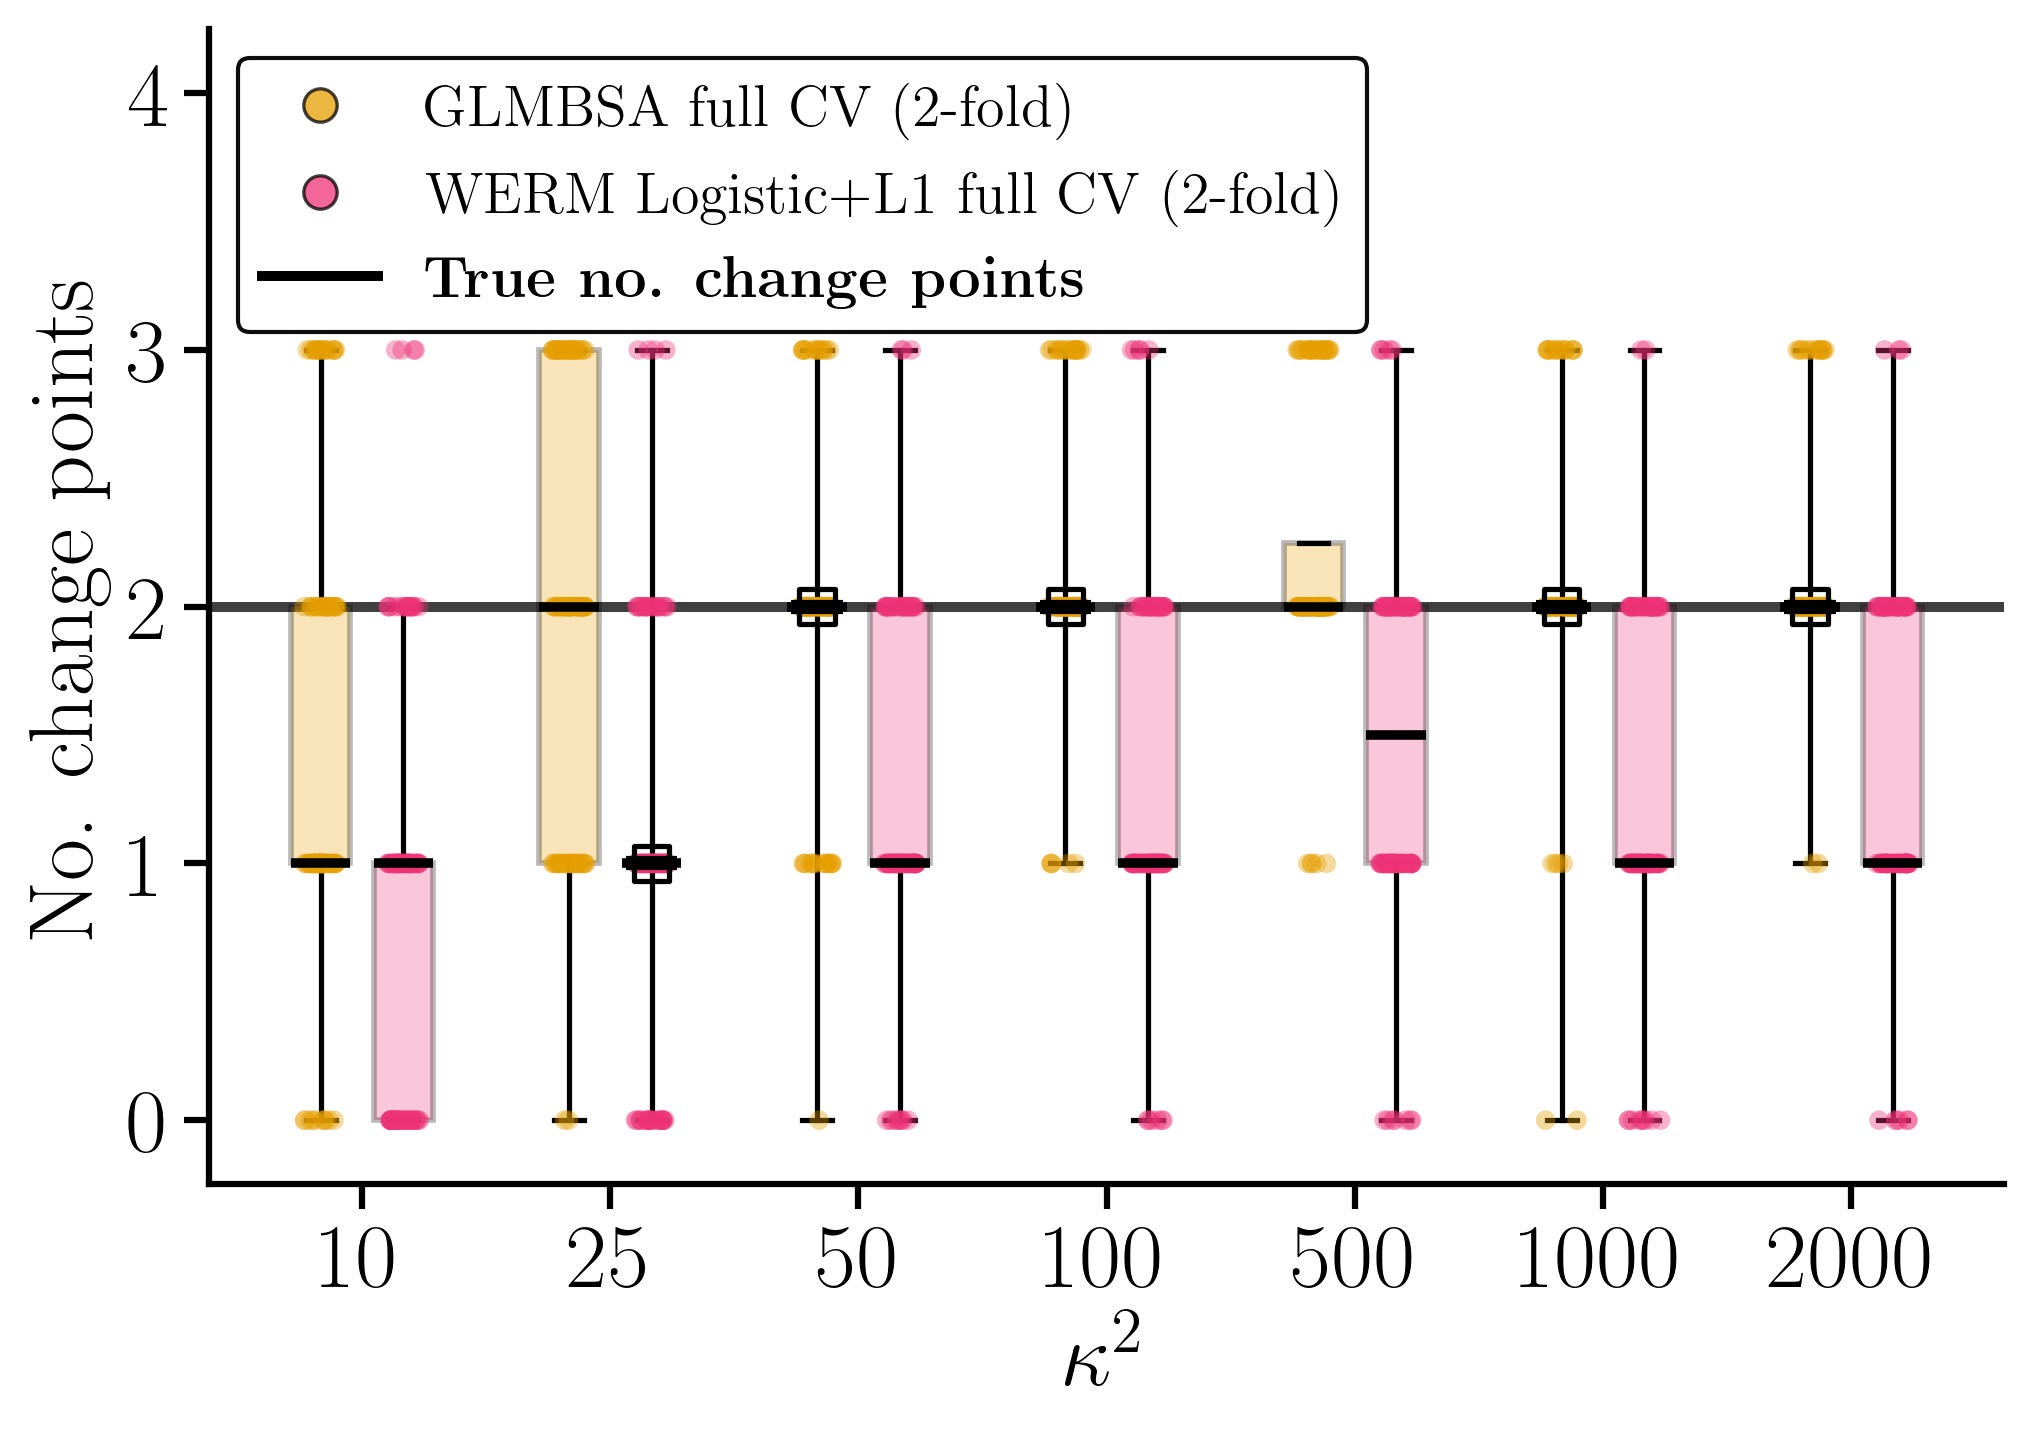 GLMBSA full CV (2-fold)
WERM Logistic+L1 full CV (2-fold)
True no. change points
No. change points
4
3
2
1
0
10 25 50 100 500 1000 2000
κ²